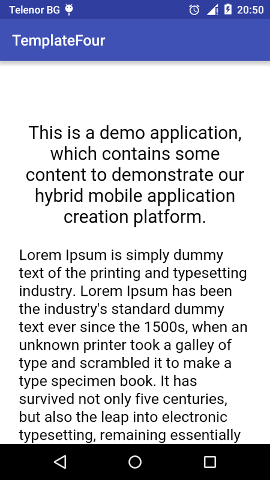 Telenor BG 20:50
TemplateFour
This is a demo application,
which contains some
content to demonstrate our
hybrid mobile application
creation platform.
Lorem Ipsum is simply dummy
text of the printing and typesetting
industry. Lorem Ipsum has been
the industry's standard dummy
text ever since the 1500s, when an
unknown printer took a galley of
type and scrambled it to make a
type specimen book. It has
survived not only five centuries,
but also the leap into electronic
typesetting, remaining essentially